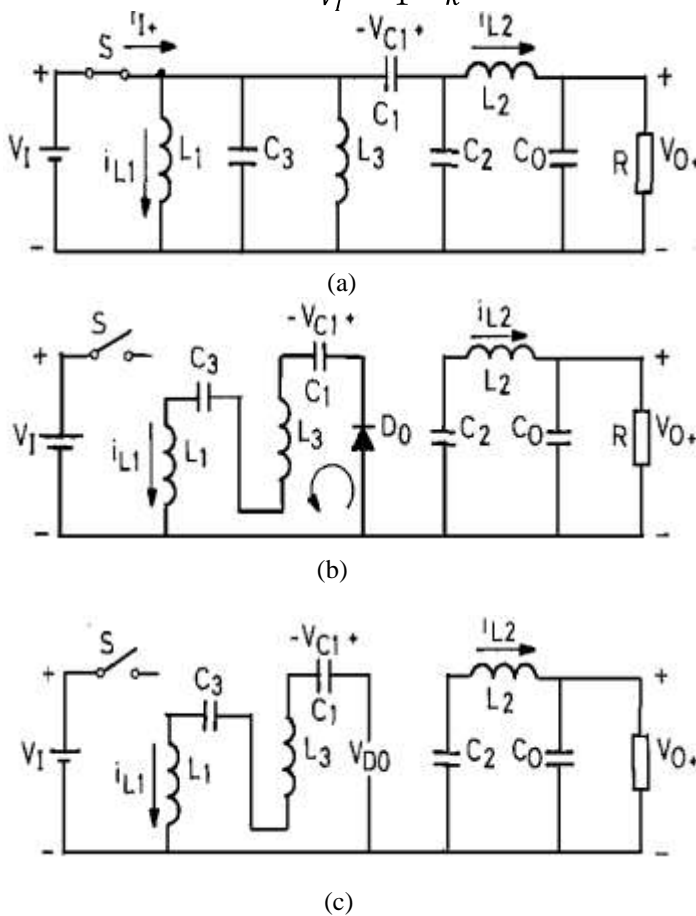 V_I 1 k
i_I+
S
-V_C1+
i_L2
+
+
C_1
L_2
V_I
i_L1
L_1
C_3
L_3
C_2
C_O
R
V_O+
-
-
(a)
S
-V_C1+
i_L2
+
C_3
C_1
L_2
+
V_I
i_L1
L_1
L_3
D_O
C_2
C_O
R
V_O+
-
-
(b)
S
-V_C1+
i_L2
+
C_3
C_1
L_2
+
V_I
i_L1
L_1
L_3
V_DO
C_2
C_O
V_O+
-
-
(c)